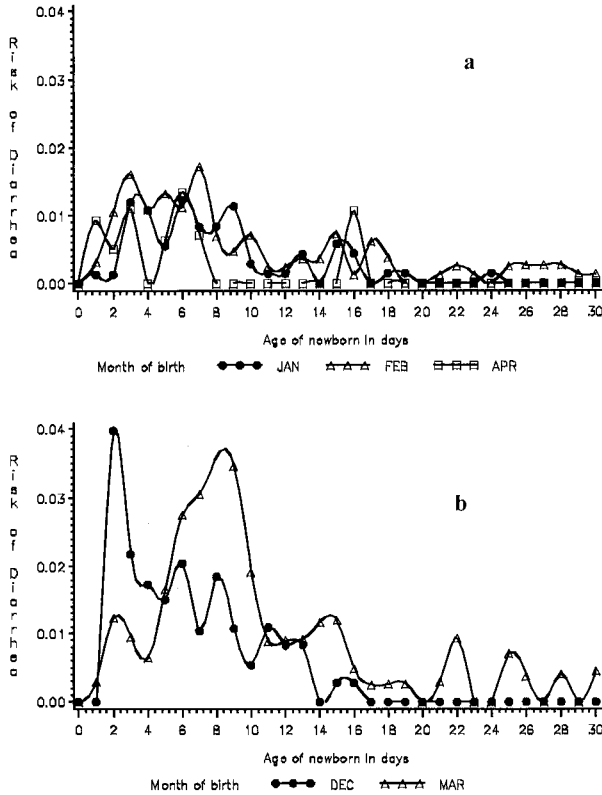 Risk of Diarrhea
0.04
a
0.03
0.02
0.01
0.00
0 2 4 6 8 10 12 14 16 18 20 22 24 26 28 30
Age of newborn in days
Month of birth JAN FEB APR
Risk of Diarrhea
0.04
0.03
b
0.02
0.01
0.00
0 2 4 6 8 10 12 14 16 18 20 22 24 26 28 30
Age of newborn in days
Month of birth DEC MAR